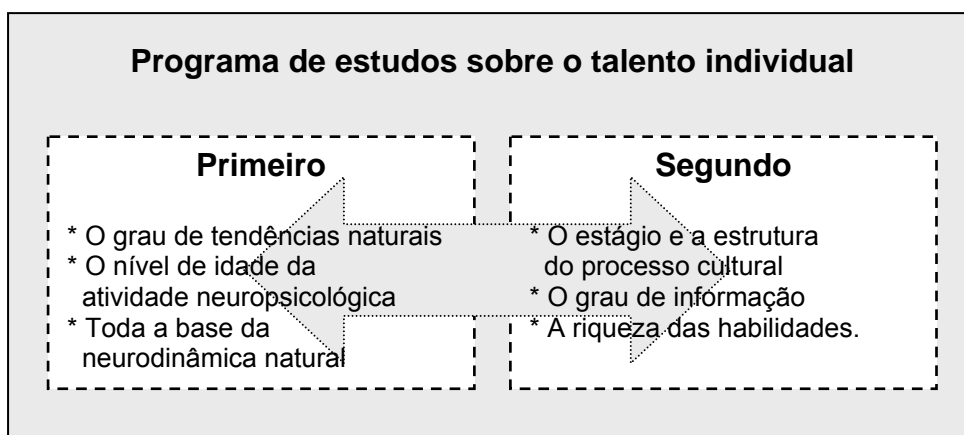 Programa de estudos sobre o talento individual
Primeiro
* O grau de tendências naturais
* O nível de idade da
atividade neuropsicológica
* Toda a base da
neurodinâmica natural
Segundo
* O estágio e a estrutura
do processo cultural
* O grau de informação
* A riqueza das habilidades.